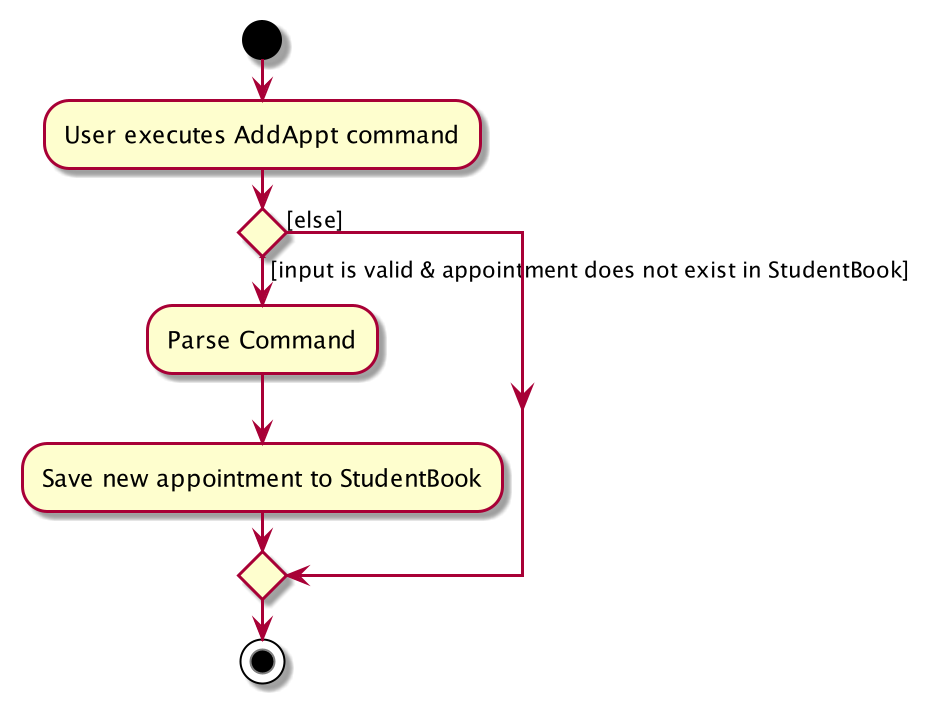 User executes AddAppt command
[else]
[input is valid & appointment does not exist in StudentBook]
Parse Command
Save new appointment to StudentBook